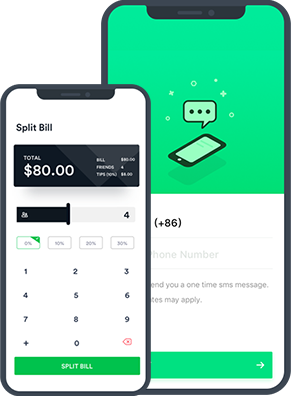 Split Bill
TOTAL
$80.00
BILL $80.00
FRIENDS 4
TIPS (10%) $8.00
4
0% 10% 20% 30%
1 2 3
4 5 6
7 8 9
+ 0
SPLIT BILL
(+86)
Phone Number
end you a one time sms message.
ates may apply.